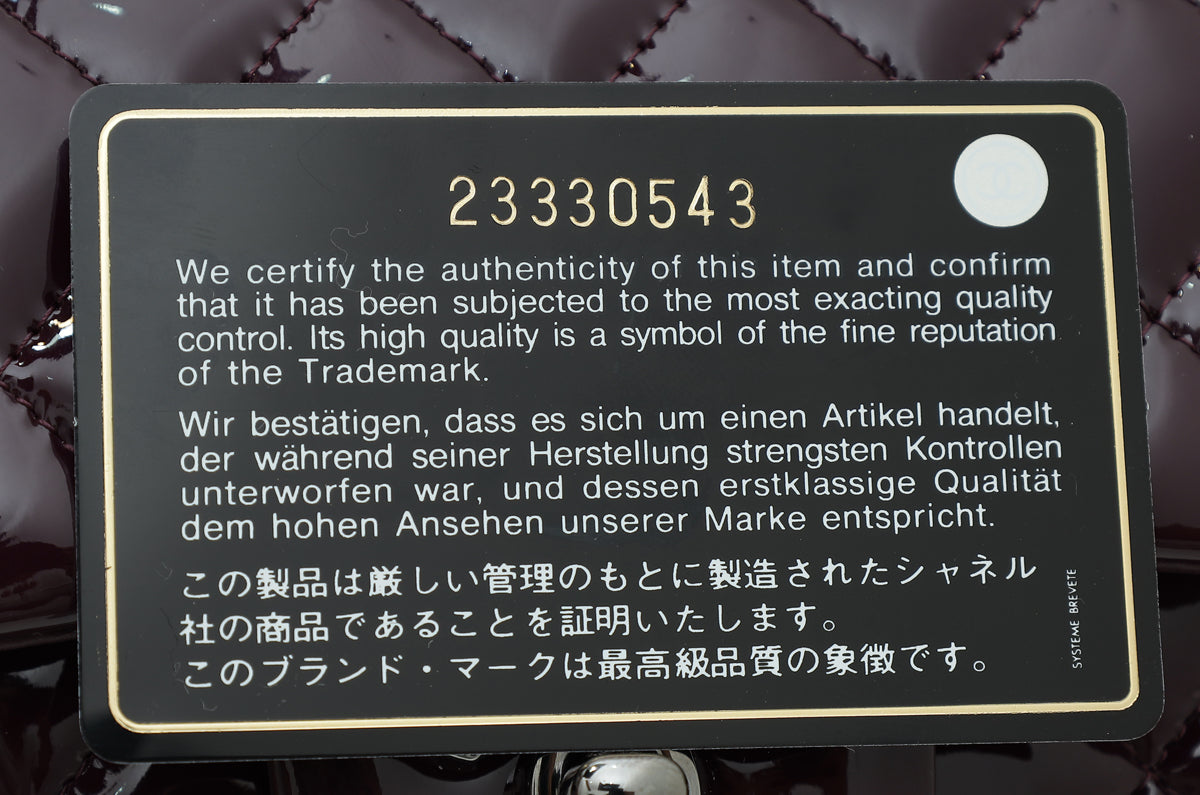 23330543
We certify the authenticity of this item and confirm
that it has been subjected to the most exacting quality
control. Its high quality is a symbol of the fine reputation
of the Trademark.
Wir bestätigen, dass es sich um einen Artikel handelt,
der während seiner Herstellung strengsten Kontrollen
unterworfen war, und dessen erstklassige Qualität
dem hohen Ansehen unserer Marke entspricht.
この製品は厳しい管理のもとに製造されたシャネル
社の商品であることを証明いたします。
このブランド・マークは最高級品質の象徴です。
SYSTEME BREVETE